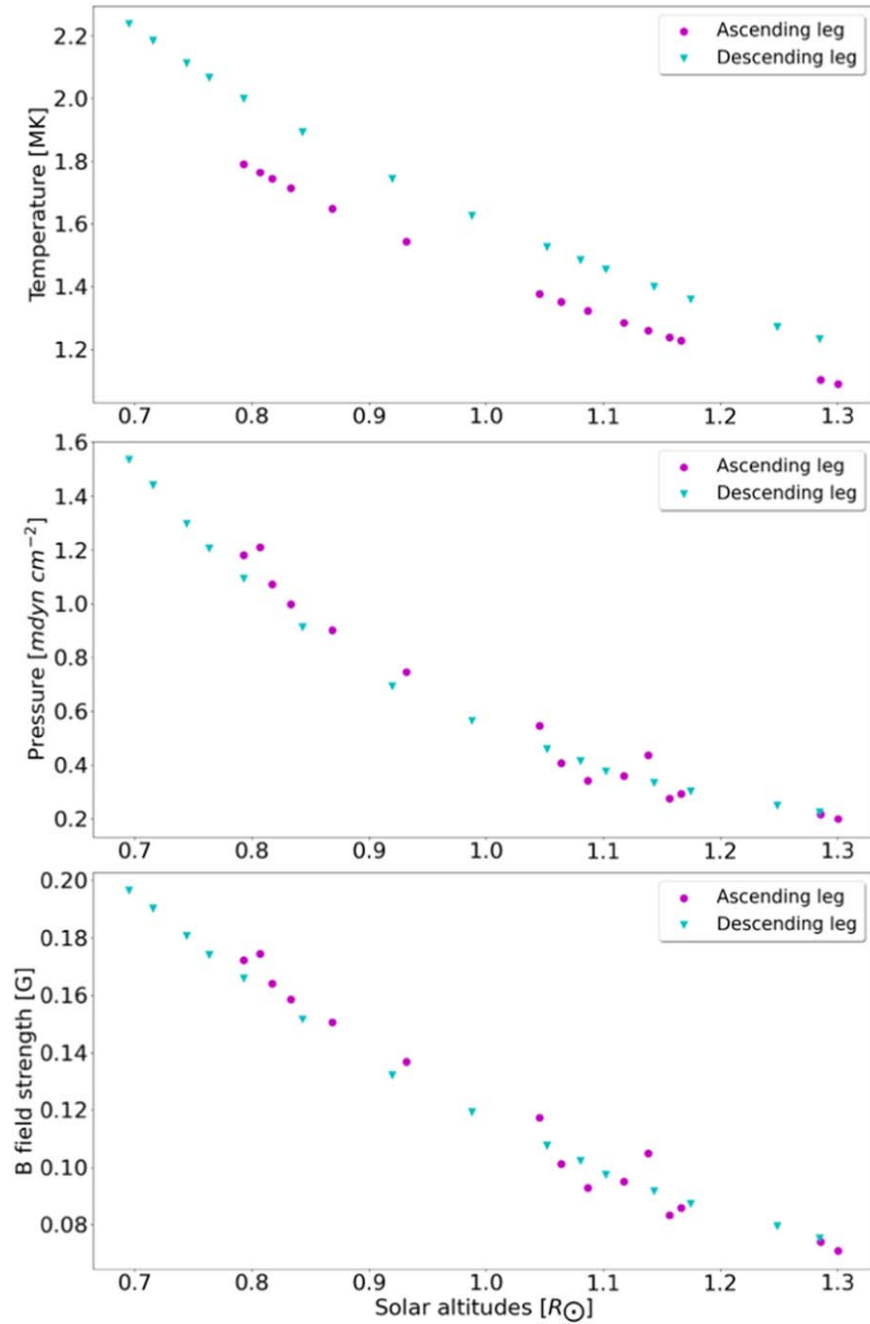 Temperature [MK]
2.2
2.0
1.8
1.6
1.4
1.2
Ascending leg
Descending leg
0.7 0.8 0.9 1.0 1.1 1.2 1.3
Pressure [mdyn cm⁻²]
1.6
1.4
1.2
1.0
0.8
0.6
0.4
0.2
Ascending leg
Descending leg
0.7 0.8 0.9 1.0 1.1 1.2 1.3
B field strength [G]
0.20
0.18
0.16
0.14
0.12
0.10
0.08
Ascending leg
Descending leg
0.7 0.8 0.9 1.0 1.1 1.2 1.3
Solar altitudes [R⊙]